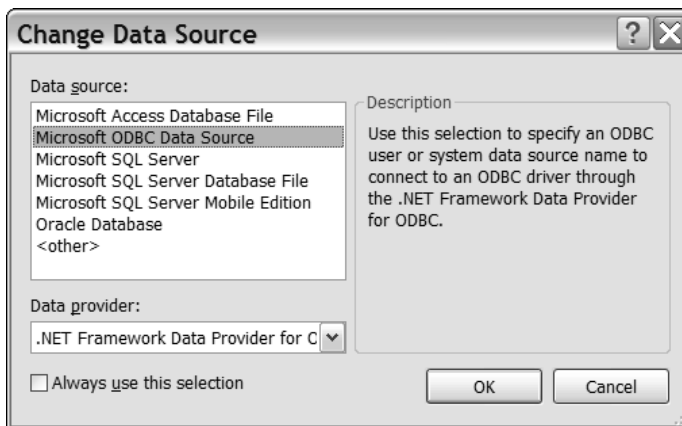 Change Data Source
?
Data source:
Microsoft Access Database File
Microsoft ODBC Data Source
Microsoft SQL Server
Microsoft SQL Server Database File
Microsoft SQL Server Mobile Edition
Oracle Database
<other>
Description
Use this selection to specify an ODBC
user or system data source name to
connect to an ODBC driver through
the .NET Framework Data Provider
for ODBC.
Data provider:
.NET Framework Data Provider for O
Always use this selection
OK
Cancel